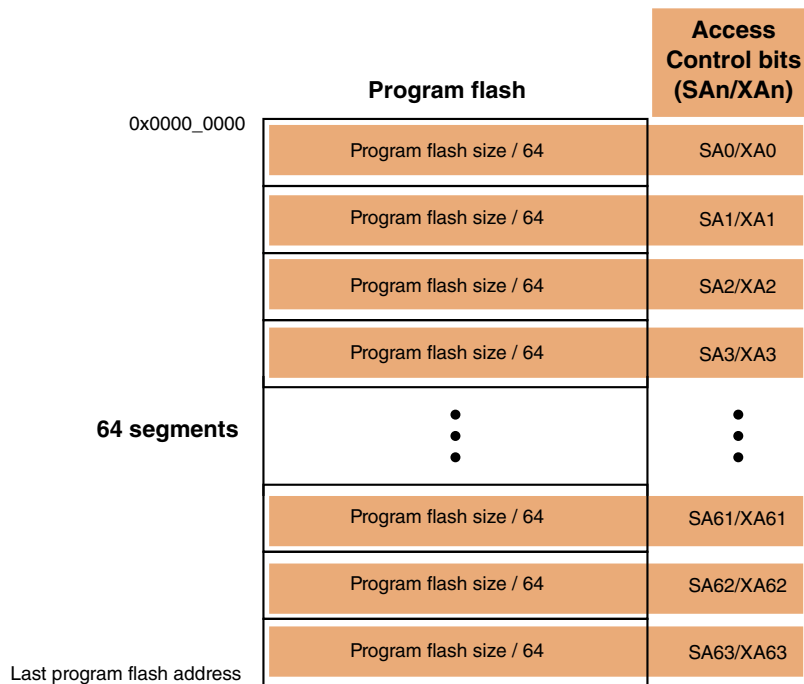 Access
Control bits
(SAn/XAn)
Program flash
0x0000_0000
Program flash size / 64 SA0/XA0
Program flash size / 64 SA1/XA1
Program flash size / 64 SA2/XA2
Program flash size / 64 SA3/XA3
64 segments
Program flash size / 64 SA61/XA61
Program flash size / 64 SA62/XA62
Program flash size / 64 SA63/XA63
Last program flash address